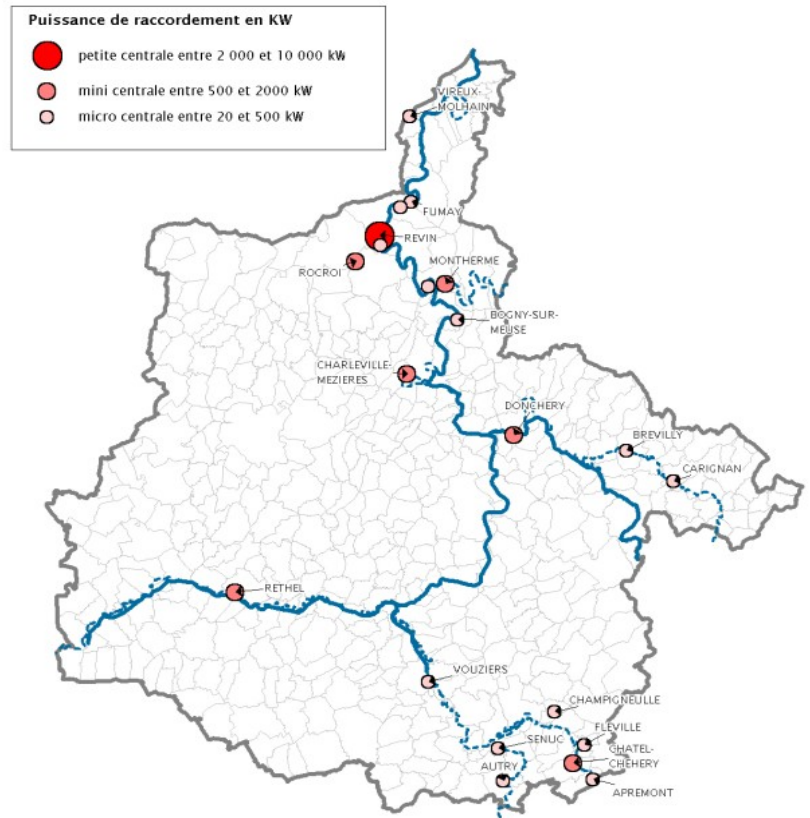 Puissance de raccordement en KW
petite centrale entre 2 000 et 10 000 kW
mini centrale entre 500 et 2000 kW
micro centrale entre 20 et 500 kW
VIREUX-
MOLHAIN
FUMAY
REVIN
ROCROI
MONTHERME
BOGNY-SUR-
MEUSE
CHARLEVILLE-
MEZIERES
DONCHERY
BREVILLY
CARIGNAN
RETHEL
VOUZIERS
CHAMPIGNEULLE
FLEVILLE
SENUC
CHATEL-
CHEHERY
AUTRY
APREMONT